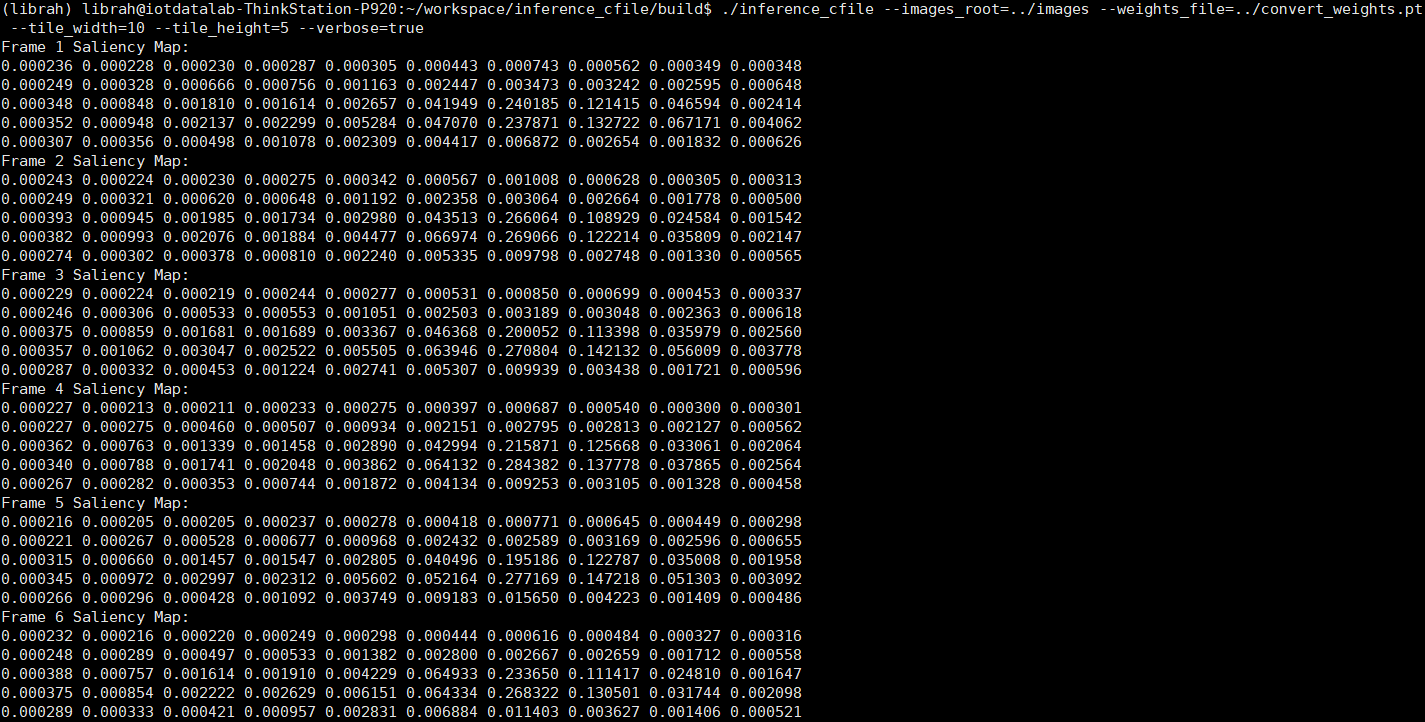 (librah) librah@iotdatalab-ThinkStation-P920:~/workspace/inference_cfile/build$ ./inference_cfile --images_root=../images --weights_file=../convert_weights.pt
--tile_width=10 --tile_height=5 --verbose=true
Frame 1 Saliency Map:
0.000236 0.000228 0.000230 0.000287 0.000305 0.000443 0.000743 0.000562 0.000349 0.000348
0.000249 0.000328 0.000666 0.000756 0.001163 0.002447 0.003473 0.003242 0.002595 0.000648
0.000348 0.000848 0.001810 0.001614 0.002657 0.041949 0.240185 0.121415 0.046594 0.002414
0.000352 0.000948 0.002137 0.002299 0.005284 0.047070 0.237871 0.132722 0.067171 0.004062
0.000307 0.000356 0.000498 0.001078 0.002309 0.004417 0.006872 0.002654 0.001832 0.000626
Frame 2 Saliency Map:
0.000243 0.000224 0.000230 0.000275 0.000342 0.000567 0.001008 0.000628 0.000305 0.000313
0.000249 0.000321 0.000620 0.000648 0.001192 0.002358 0.003064 0.002664 0.001778 0.000500
0.000393 0.000945 0.001985 0.001734 0.002980 0.043513 0.266064 0.108929 0.024584 0.001542
0.000382 0.000993 0.002076 0.001884 0.004477 0.066974 0.269066 0.122214 0.035809 0.002147
0.000274 0.000302 0.000378 0.000810 0.002240 0.005335 0.009798 0.002748 0.001330 0.000565
Frame 3 Saliency Map:
0.000229 0.000224 0.000219 0.000244 0.000277 0.000531 0.000850 0.000699 0.000453 0.000337
0.000246 0.000306 0.000533 0.000553 0.001051 0.002503 0.003189 0.003048 0.002363 0.000618
0.000375 0.000859 0.001681 0.001689 0.003367 0.046368 0.200052 0.113398 0.035979 0.002560
0.000357 0.001062 0.003047 0.002522 0.005505 0.063946 0.270804 0.142132 0.056009 0.003778
0.000287 0.000332 0.000453 0.001224 0.002741 0.005307 0.009939 0.003438 0.001721 0.000596
Frame 4 Saliency Map:
0.000227 0.000213 0.000211 0.000233 0.000275 0.000397 0.000687 0.000540 0.000300 0.000301
0.000227 0.000275 0.000460 0.000507 0.000934 0.002151 0.002795 0.002813 0.002127 0.000562
0.000362 0.000763 0.001339 0.001458 0.002890 0.042994 0.215871 0.125668 0.033061 0.002064
0.000340 0.000788 0.001741 0.002048 0.003862 0.064132 0.284382 0.137778 0.037865 0.002564
0.000267 0.000282 0.000353 0.000744 0.001872 0.004134 0.009253 0.003105 0.001328 0.000458
Frame 5 Saliency Map:
0.000216 0.000205 0.000205 0.000237 0.000278 0.000418 0.000771 0.000645 0.000449 0.000298
0.000221 0.000267 0.000528 0.000677 0.000968 0.002432 0.002589 0.003169 0.002596 0.000655
0.000315 0.000660 0.001457 0.001547 0.002805 0.040496 0.195186 0.122787 0.035008 0.001958
0.000345 0.000972 0.002997 0.002312 0.005602 0.052164 0.277169 0.147218 0.051303 0.003092
0.000266 0.000296 0.000428 0.001092 0.003749 0.009183 0.015650 0.004223 0.001409 0.000486
Frame 6 Saliency Map:
0.000232 0.000216 0.000220 0.000249 0.000298 0.000444 0.000616 0.000484 0.000327 0.000316
0.000248 0.000289 0.000497 0.000533 0.001382 0.002800 0.002667 0.002659 0.001712 0.000558
0.000388 0.000757 0.001614 0.001910 0.004229 0.064933 0.233650 0.111417 0.024810 0.001647
0.000375 0.000854 0.002222 0.002629 0.006151 0.064334 0.268322 0.130501 0.031744 0.002098
0.000289 0.000333 0.000421 0.000957 0.002831 0.006884 0.011403 0.003627 0.001406 0.000521